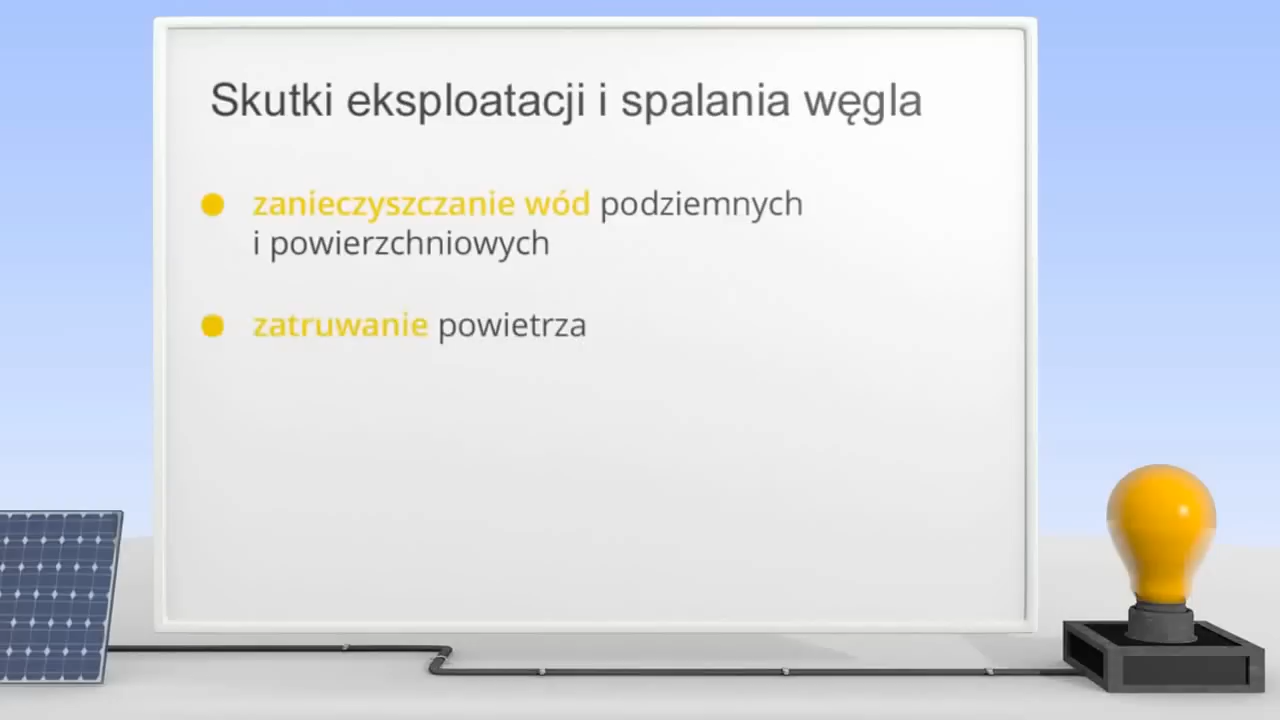 Skutki eksploatacji i spalania węgla
zanieczyszczanie wód podziemnych
i powierzchniowych
zatruwanie powietrza